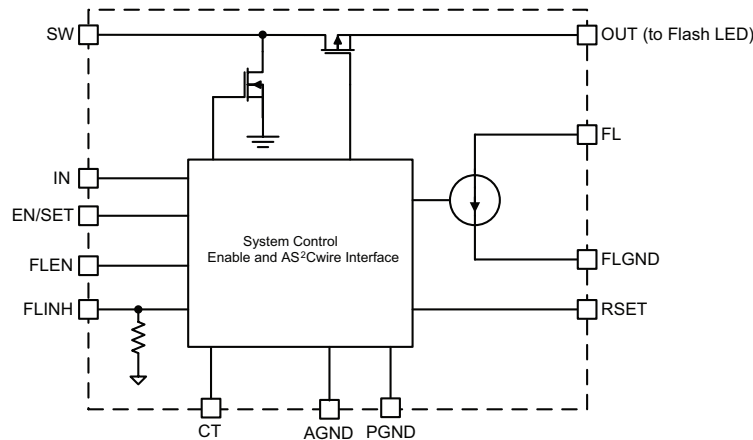 SW
OUT (to Flash LED)
FL
IN
EN/SET
System Control
Enable and AS²Cwire Interface
FLEN
FLGND
FLINH
RSET
CT
AGND
PGND